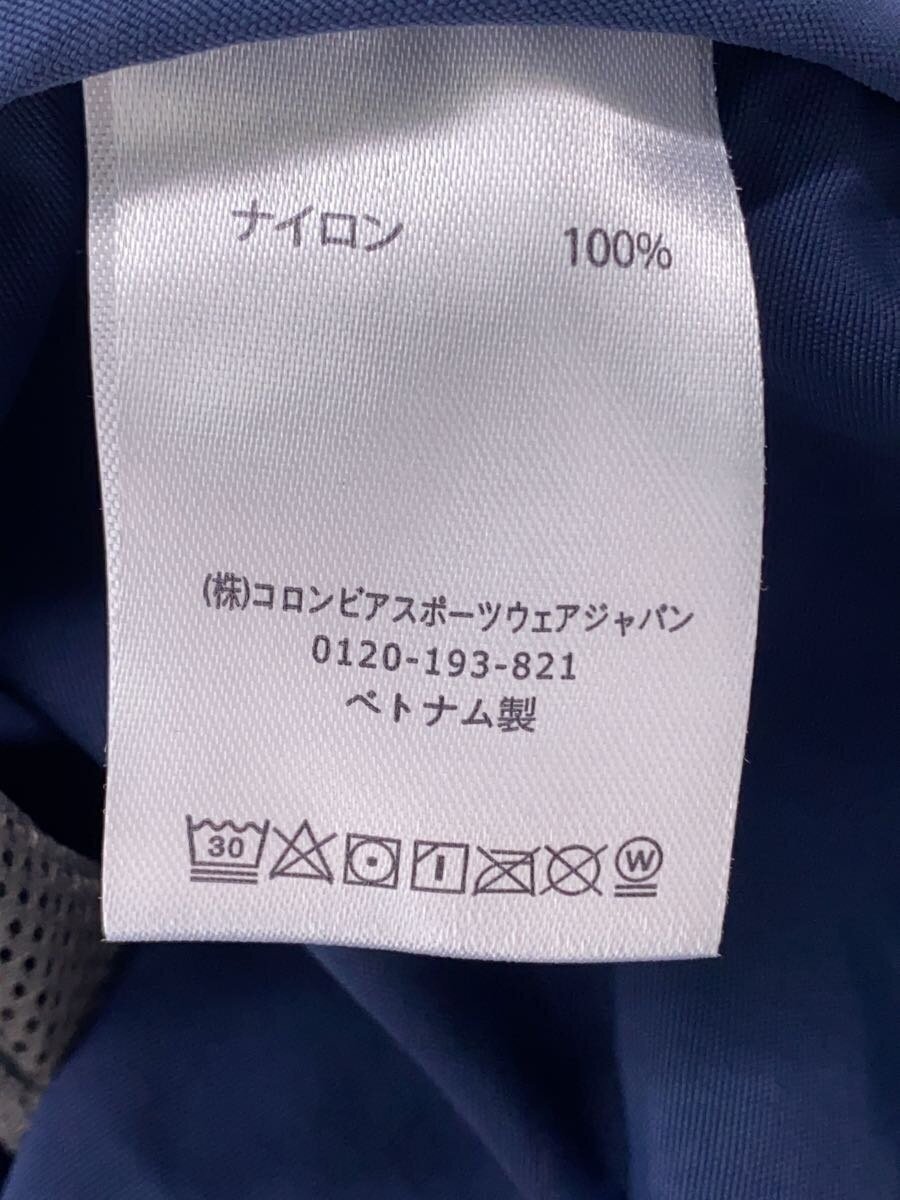 ナイロン 100%
(株)コロンビアスポーツウェアジャパン
0120-193-821
ベトナム製
30 W